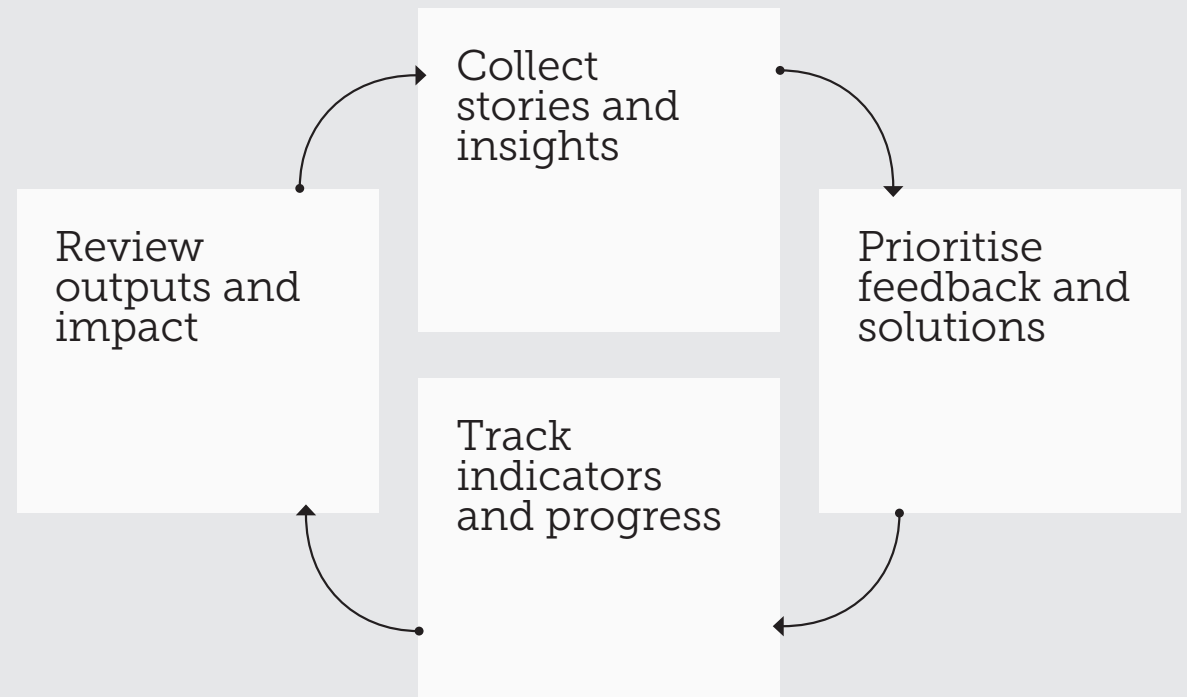 Collect
stories and
insights
Prioritise
feedback and
solutions
Track
indicators
and progress
Review
outputs and
impact